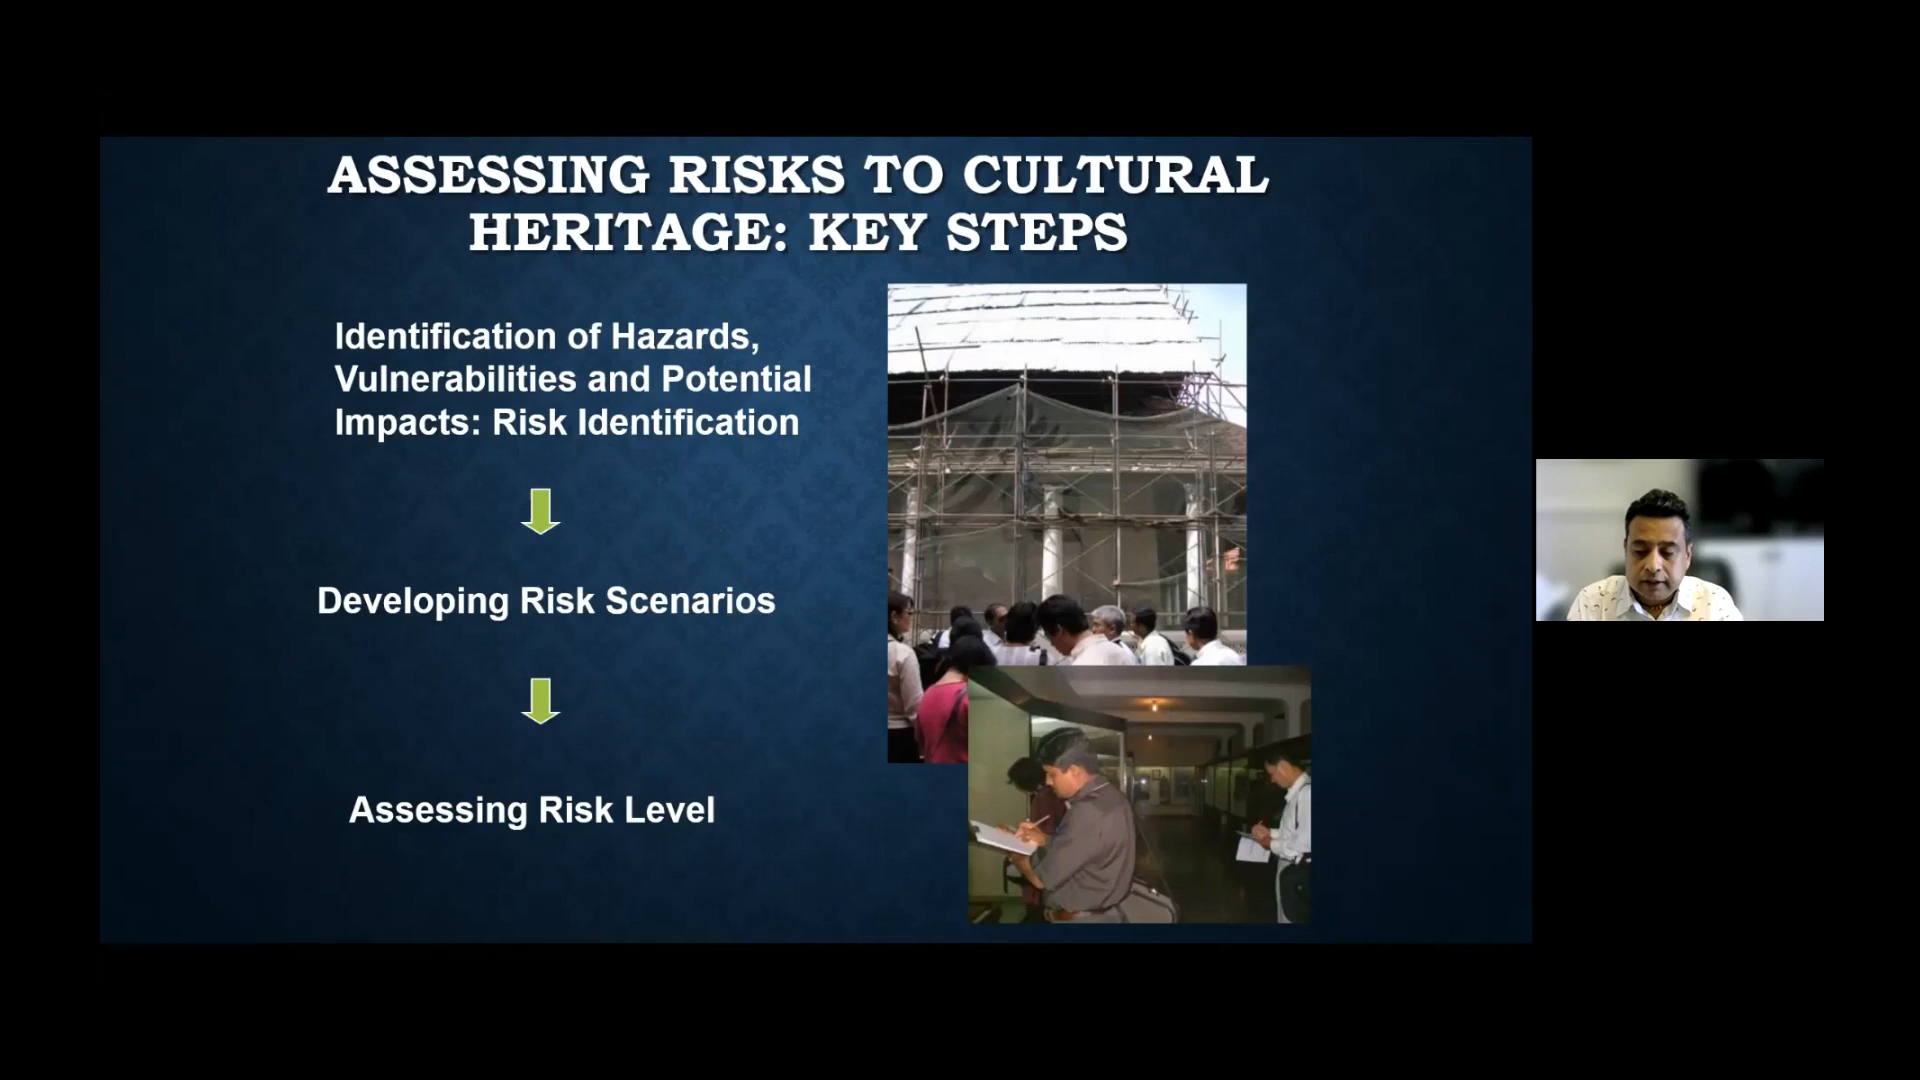 ASSESSING RISKS TO CULTURAL
HERITAGE: KEY STEPS
Identification of Hazards,
Vulnerabilities and Potential
Impacts: Risk Identification
Developing Risk Scenarios
Assessing Risk Level